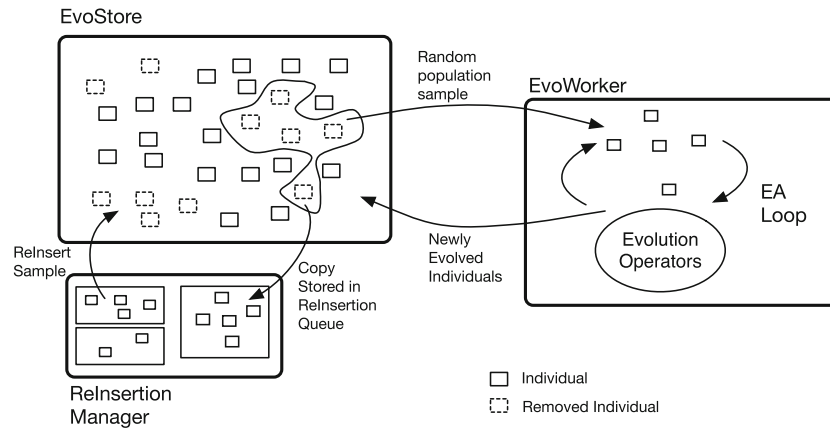 EvoStore
Random
population
sample
EvoWorker
EA
Loop
Evolution
Operators
Newly
Evolved
Individuals
ReInsert
Sample
Copy
Stored in
ReInsertion
Queue
ReInsertion
Manager
Individual
Removed Individual